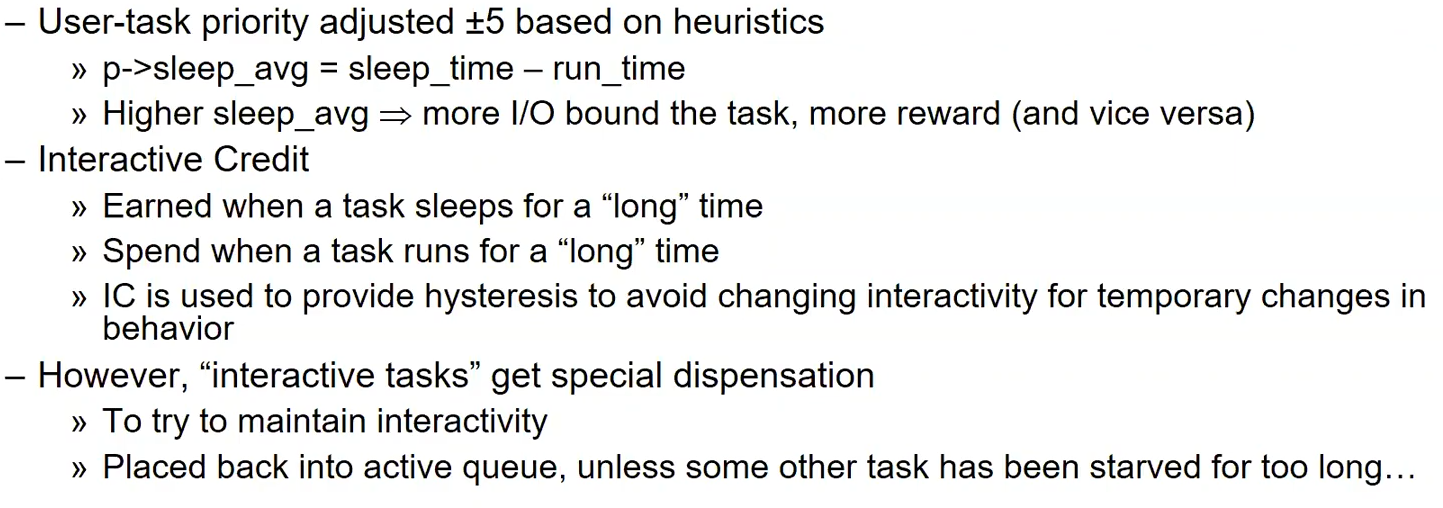 – User-task priority adjusted ±5 based on heuristics
» p->sleep_avg = sleep_time – run_time
» Higher sleep_avg ⇒ more I/O bound the task, more reward (and vice versa)
– Interactive Credit
» Earned when a task sleeps for a “long” time
» Spend when a task runs for a “long” time
» IC is used to provide hysteresis to avoid changing interactivity for temporary changes in
behavior
– However, “interactive tasks” get special dispensation
» To try to maintain interactivity
» Placed back into active queue, unless some other task has been starved for too long…